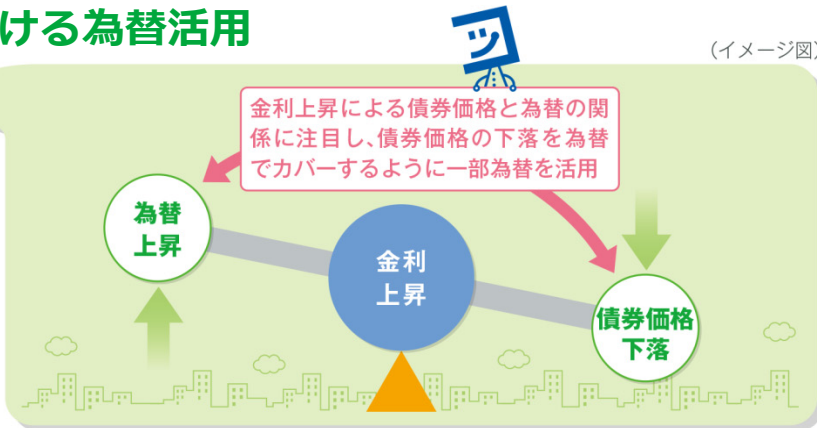 ける為替活用
ツ
(イメージ図)
金利上昇による債券価格と為替の関
係に注目し、債券価格の下落を為替
でカバーするように一部為替を活用
為替
上昇
金利
上昇
債券価格
下落